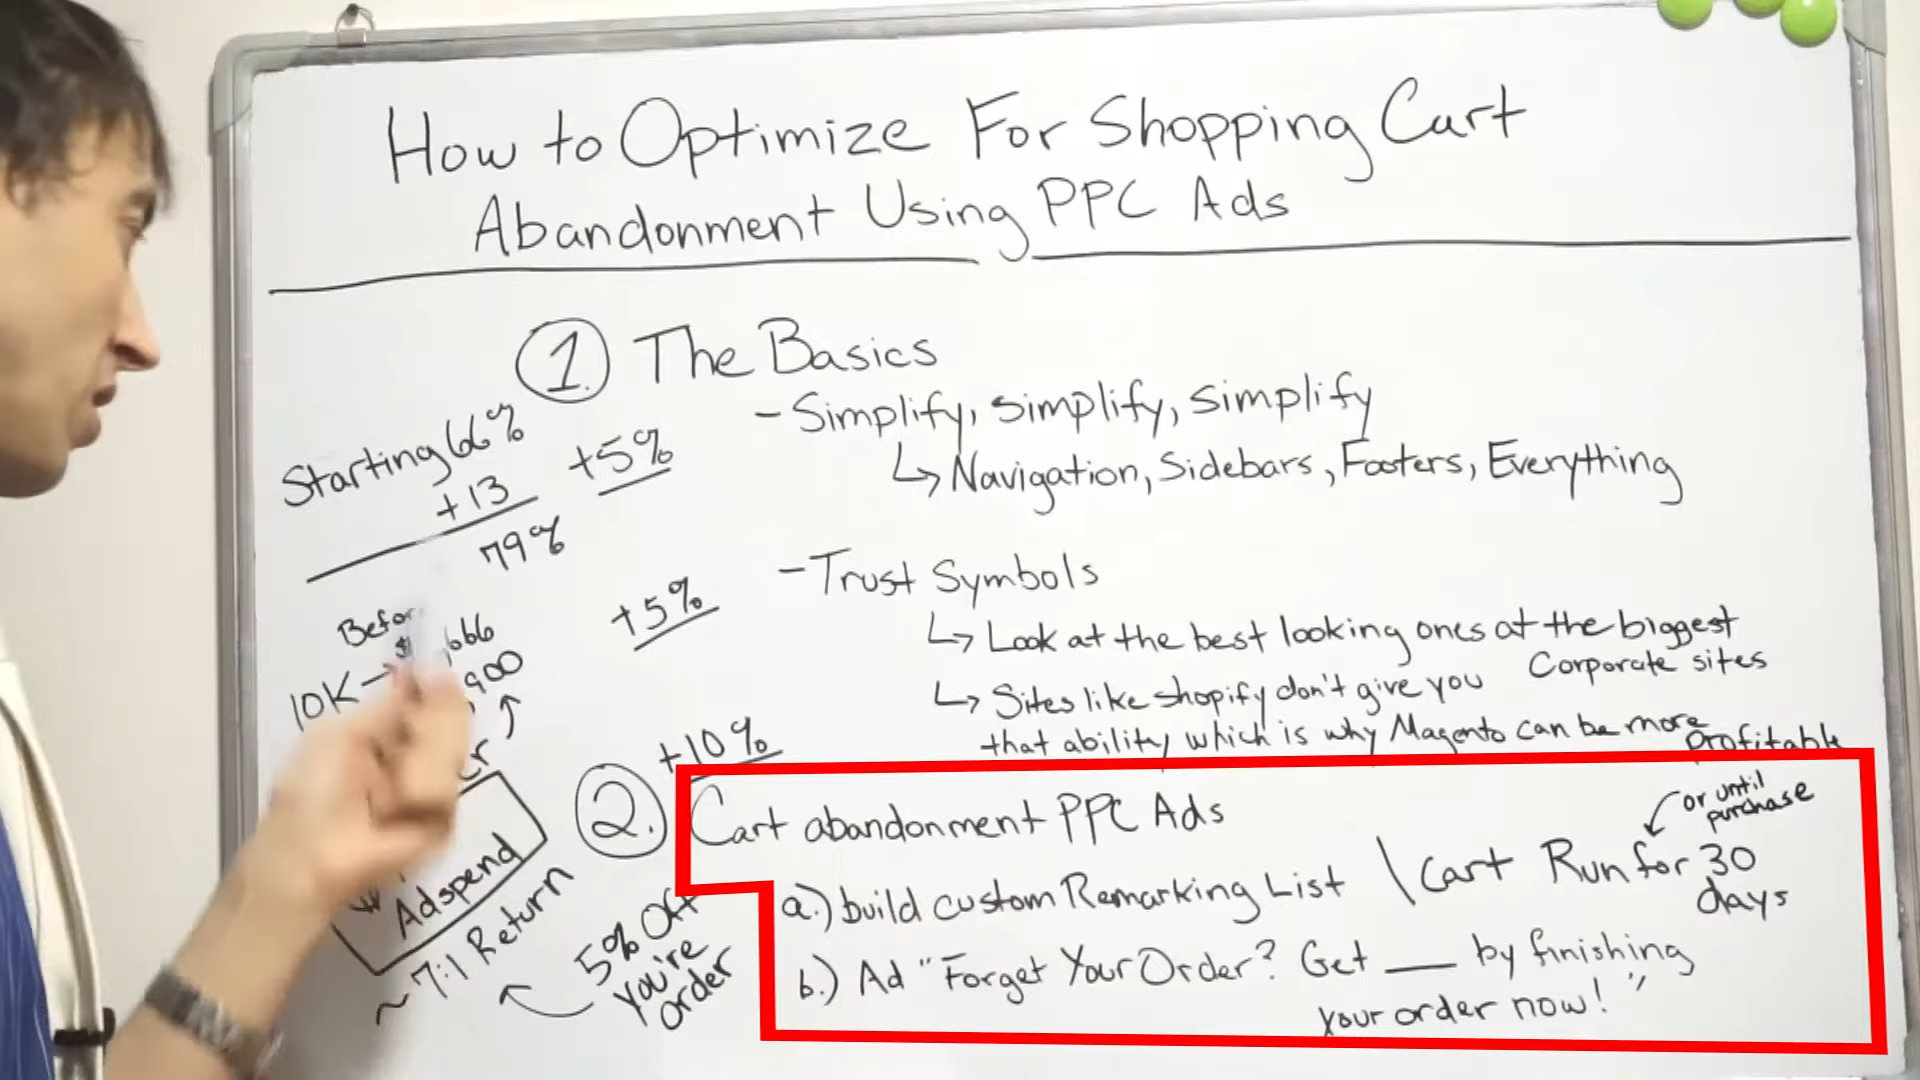 How to Optimize For Shopping Cart
Abandonment Using PPC Ads
1. The Basics
- Simplify, simplify, simplify
↳ Navigation, Sidebars, Footers, Everything
Starting 66%
+13
79%
+5%
- Trust Symbols
↳ Look at the best looking ones at the biggest
Corporate sites
↳ Sites like shopify don't give you
that ability which is why Magento can be more
profitable
+5%
10K →
900
Adspend
~ 7:1 Return
5% Off
you're
order
+10%
2. Cart abandonment PPC Ads
a.) build custom Remarking List \ Cart Run for 30
days
or until
purchase
b.) Ad "Forget Your Order? Get ___ by finishing
your order now!"